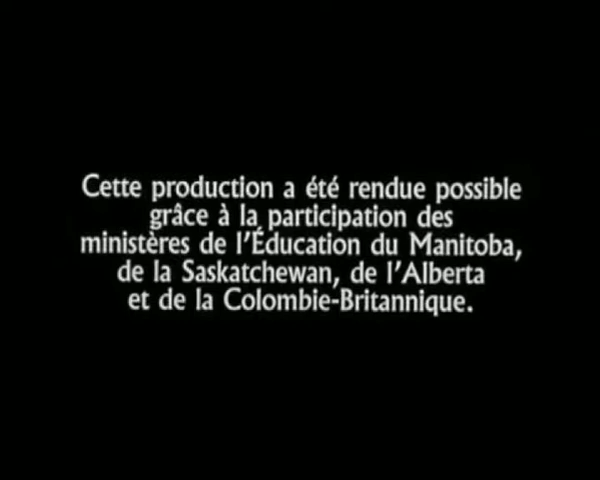 Cette production a été rendue possible
grâce à la participation des
ministères de l'Éducation du Manitoba,
de la Saskatchewan, de l'Alberta
et de la Colombie-Britannique.